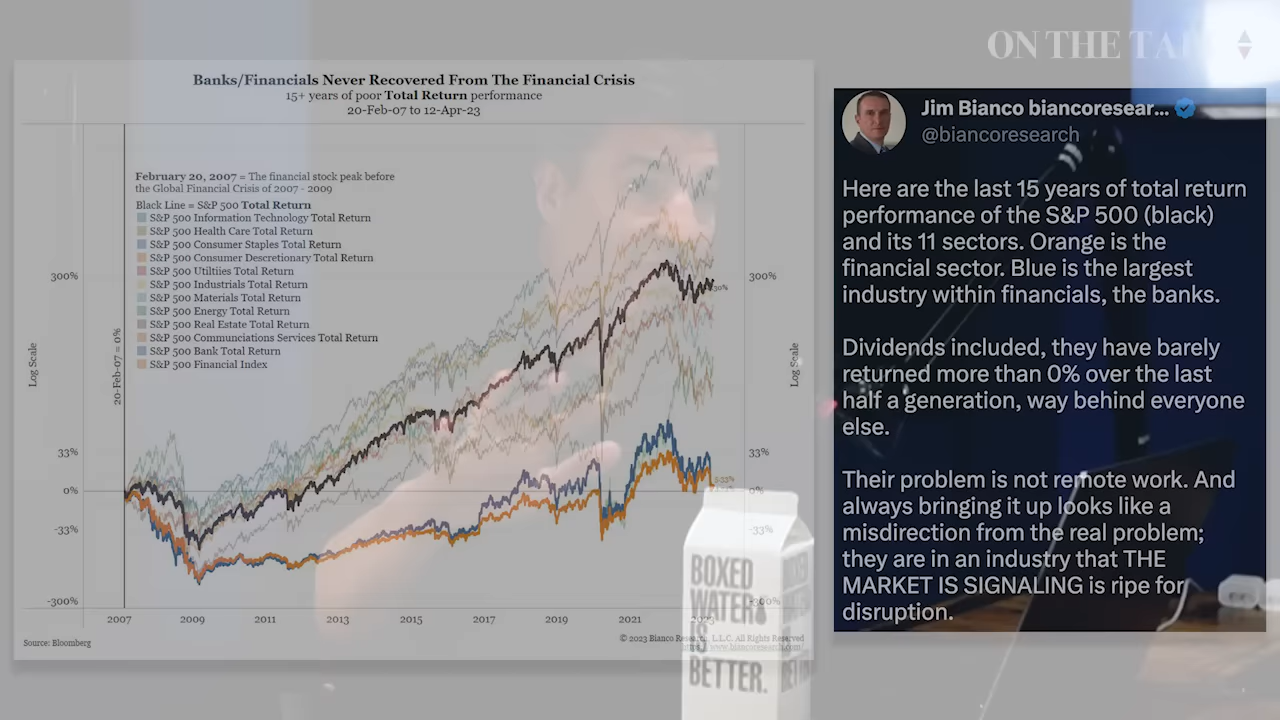 ON THE TA
Banks/Financials Never Recovered From The Financial Crisis
15+ years of poor Total Return performance
20-Feb-07 to 12-Apr-23
February 20, 2007 = The financial stock peak before
the Global Financial Crisis of 2007 - 2009
Black Line = S&P 500 Total Return
S&P 500 Information Technology Total Return
S&P 500 Health Care Total Return
S&P 500 Consumer Staples Total Return
S&P 500 Consumer Descretionary Total Return
S&P 500 Utiltiies Total Return
S&P 500 Industrials Total Return
S&P 500 Materials Total Return
S&P 500 Energy Total Return
S&P 500 Real Estate Total Return
S&P 500 Communciations Services Total Return
S&P 500 Bank Total Return
S&P 500 Financial Index
300%
33%
0%
-33%
-300%
Log Scale
20-Feb-07 = 0%
300%
33%
0%
-33%
-300%
Log Scale
2007 2009 2011 2013 2015 2017 2019 2021 2023
Source: Bloomberg
© 2023 Bianco Research, L.L.C. All Rights Reserved
https://www.biancoresearch.com/
Jim Bianco biancoresear...
@biancoresearch
Here are the last 15 years of total return
performance of the S&P 500 (black)
and its 11 sectors. Orange is the
financial sector. Blue is the largest
industry within financials, the banks.
Dividends included, they have barely
returned more than 0% over the last
half a generation, way behind everyone
else.
Their problem is not remote work. And
always bringing it up looks like a
misdirection from the real problem;
they are in an industry that THE
MARKET IS SIGNALING is ripe for
disruption.
BOXED
WATER
IS
BETTER.